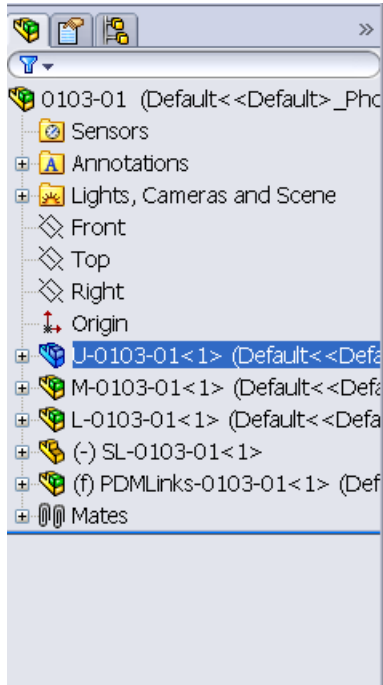 0103-01 (Default<<Default>_Pho
Sensors
A Annotations
Lights, Cameras and Scene
Front
Top
Right
Origin
U-0103-01<1> (Default<<Defa
M-0103-01<1> (Default<<Defa
L-0103-01<1> (Default<<Defa
(-) SL-0103-01<1>
(f) PDMLinks-0103-01<1> (Def
Mates